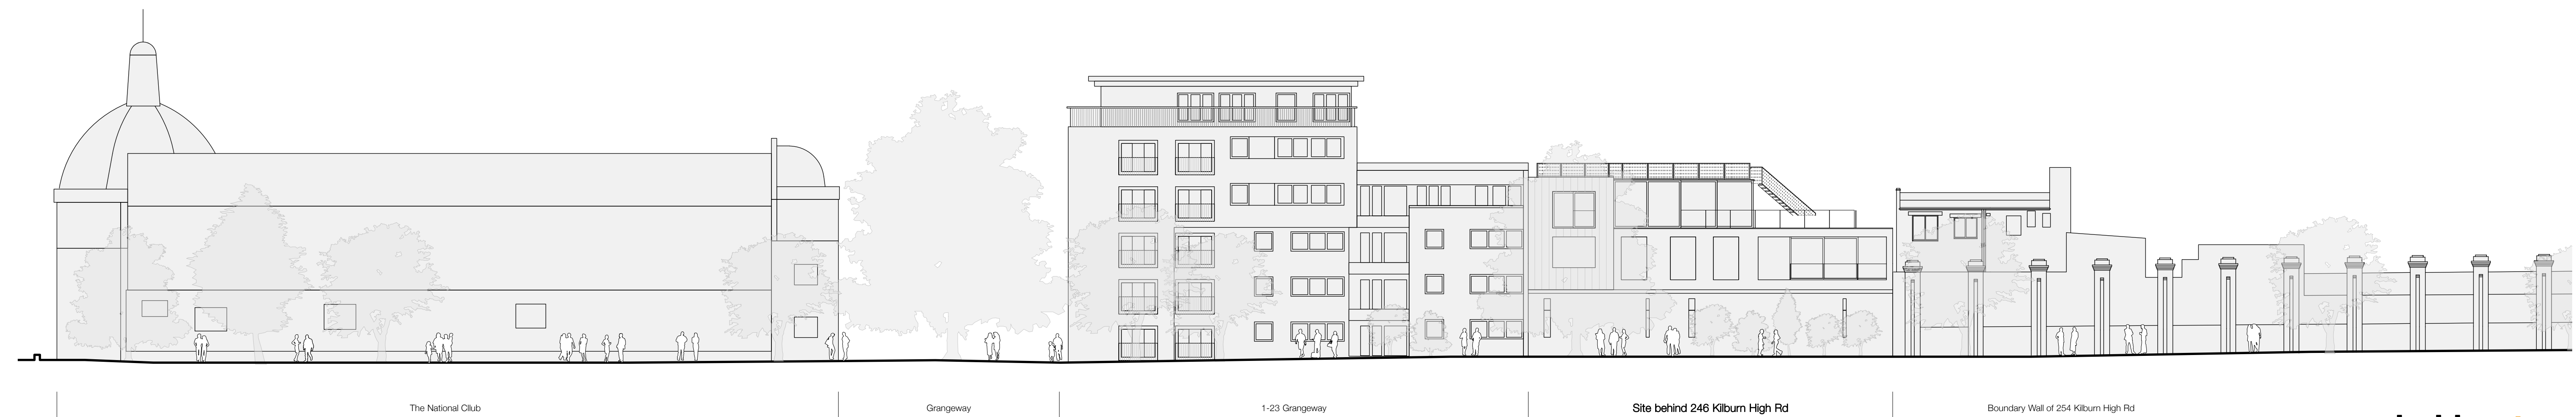 The National Cllub
Grangeway
1-23 Grangeway
Site behind 246 Kilburn High Rd
Boundary Wall of 254 Kilburn High Rd